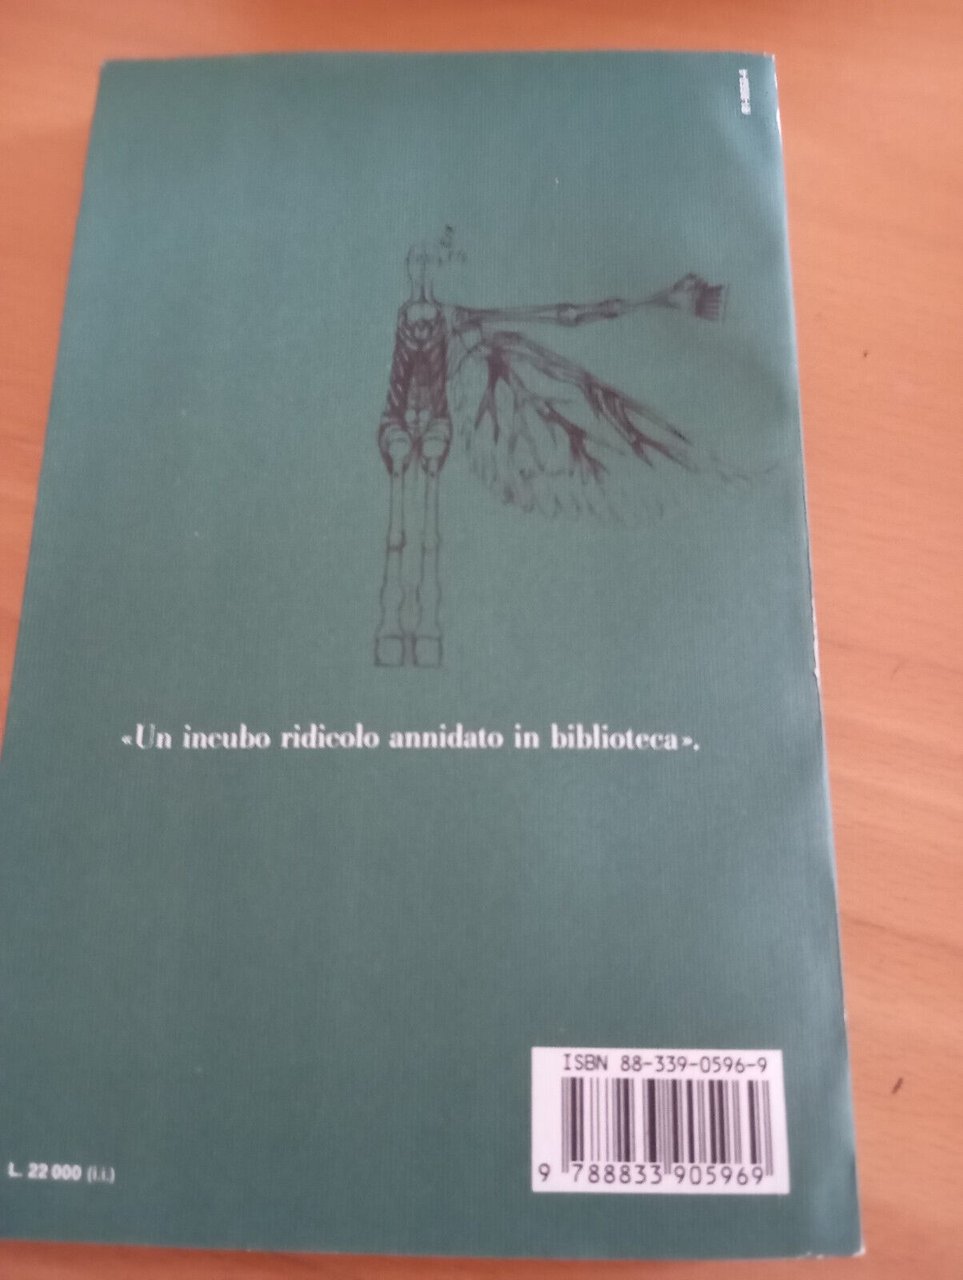 «Un incubo ridicolo annidato in biblioteca».
ISBN 88-339-0596-9
9 788833 905969
L. 22 000 (i.i.)